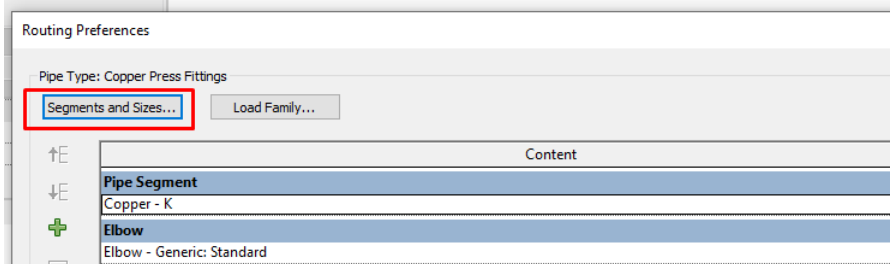 Routing Preferences
Pipe Type: Copper Press Fittings
Segments and Sizes... Load Family...
Content
Pipe Segment
Copper - K
Elbow
Elbow - Generic: Standard